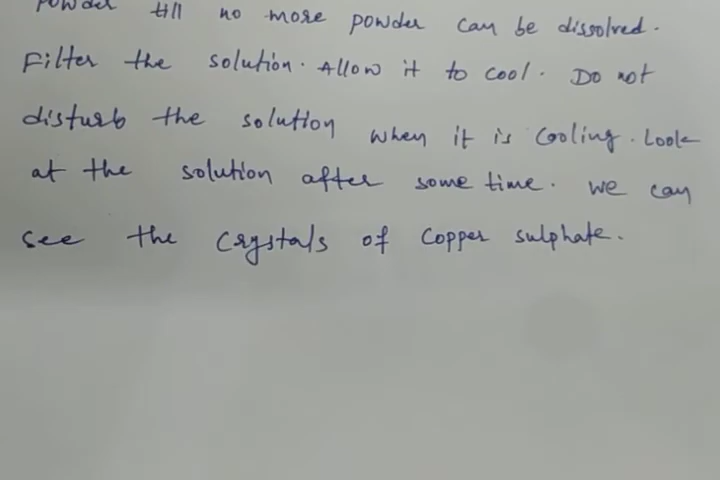 powder till no more powder can be dissolved.
Filter the solution. Allow it to cool. Do not
disturb the solution when it is cooling. Look
at the solution after some time. we can
see the crystals of copper sulphate.